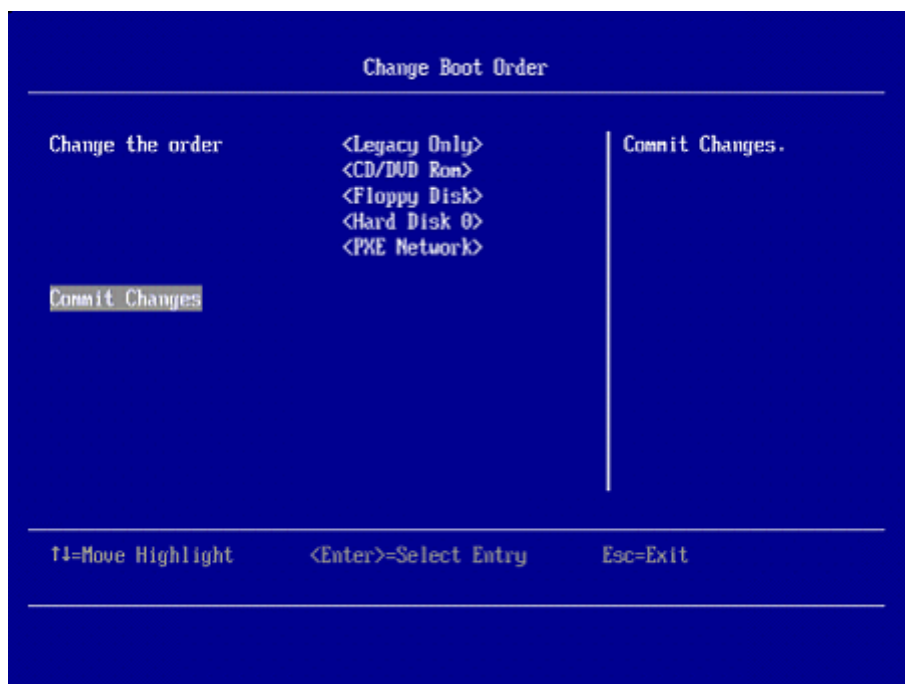 Change Boot Order
Change the order <Legacy Only> Commit Changes.
<CD/DVD Rom>
<Floppy Disk>
<Hard Disk 0>
<PXE Network>
Commit Changes
↑↓=Move Highlight <Enter>=Select Entry Esc=Exit